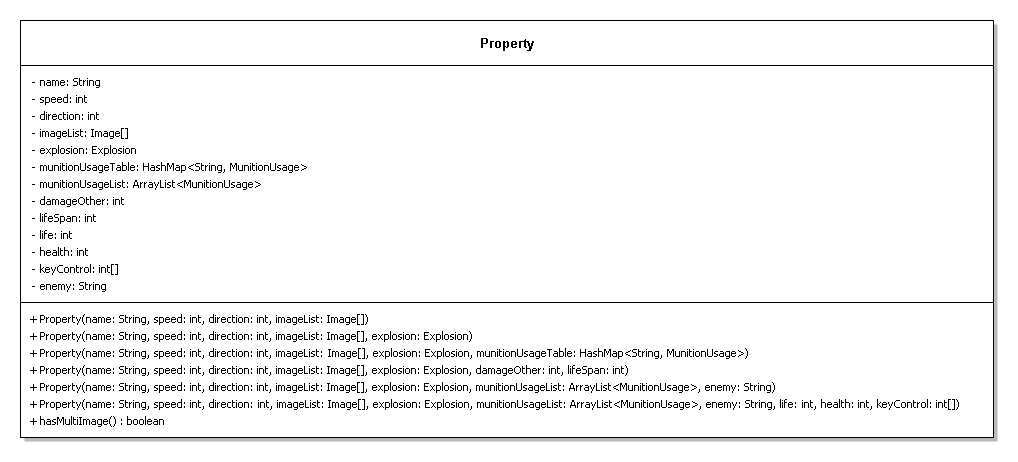 Property
- name: String
- speed: int
- direction: int
- imageList: Image[]
- explosion: Explosion
- munitionUsageTable: HashMap<String, MunitionUsage>
- munitionUsageList: ArrayList<MunitionUsage>
- damageOther: int
- lifeSpan: int
- life: int
- health: int
- keyControl: int[]
- enemy: String
+ Property(name: String, speed: int, direction: int, imageList: Image[])
+ Property(name: String, speed: int, direction: int, imageList: Image[], explosion: Explosion)
+ Property(name: String, speed: int, direction: int, imageList: Image[], explosion: Explosion, munitionUsageTable: HashMap<String, MunitionUsage>)
+ Property(name: String, speed: int, direction: int, imageList: Image[], explosion: Explosion, damageOther: int, lifeSpan: int)
+ Property(name: String, speed: int, direction: int, imageList: Image[], explosion: Explosion, munitionUsageList: ArrayList<MunitionUsage>, enemy: String)
+ Property(name: String, speed: int, direction: int, imageList: Image[], explosion: Explosion, munitionUsageList: ArrayList<MunitionUsage>, enemy: String, life: int, health: int, keyControl: int[])
+ hasMultiImage() : boolean